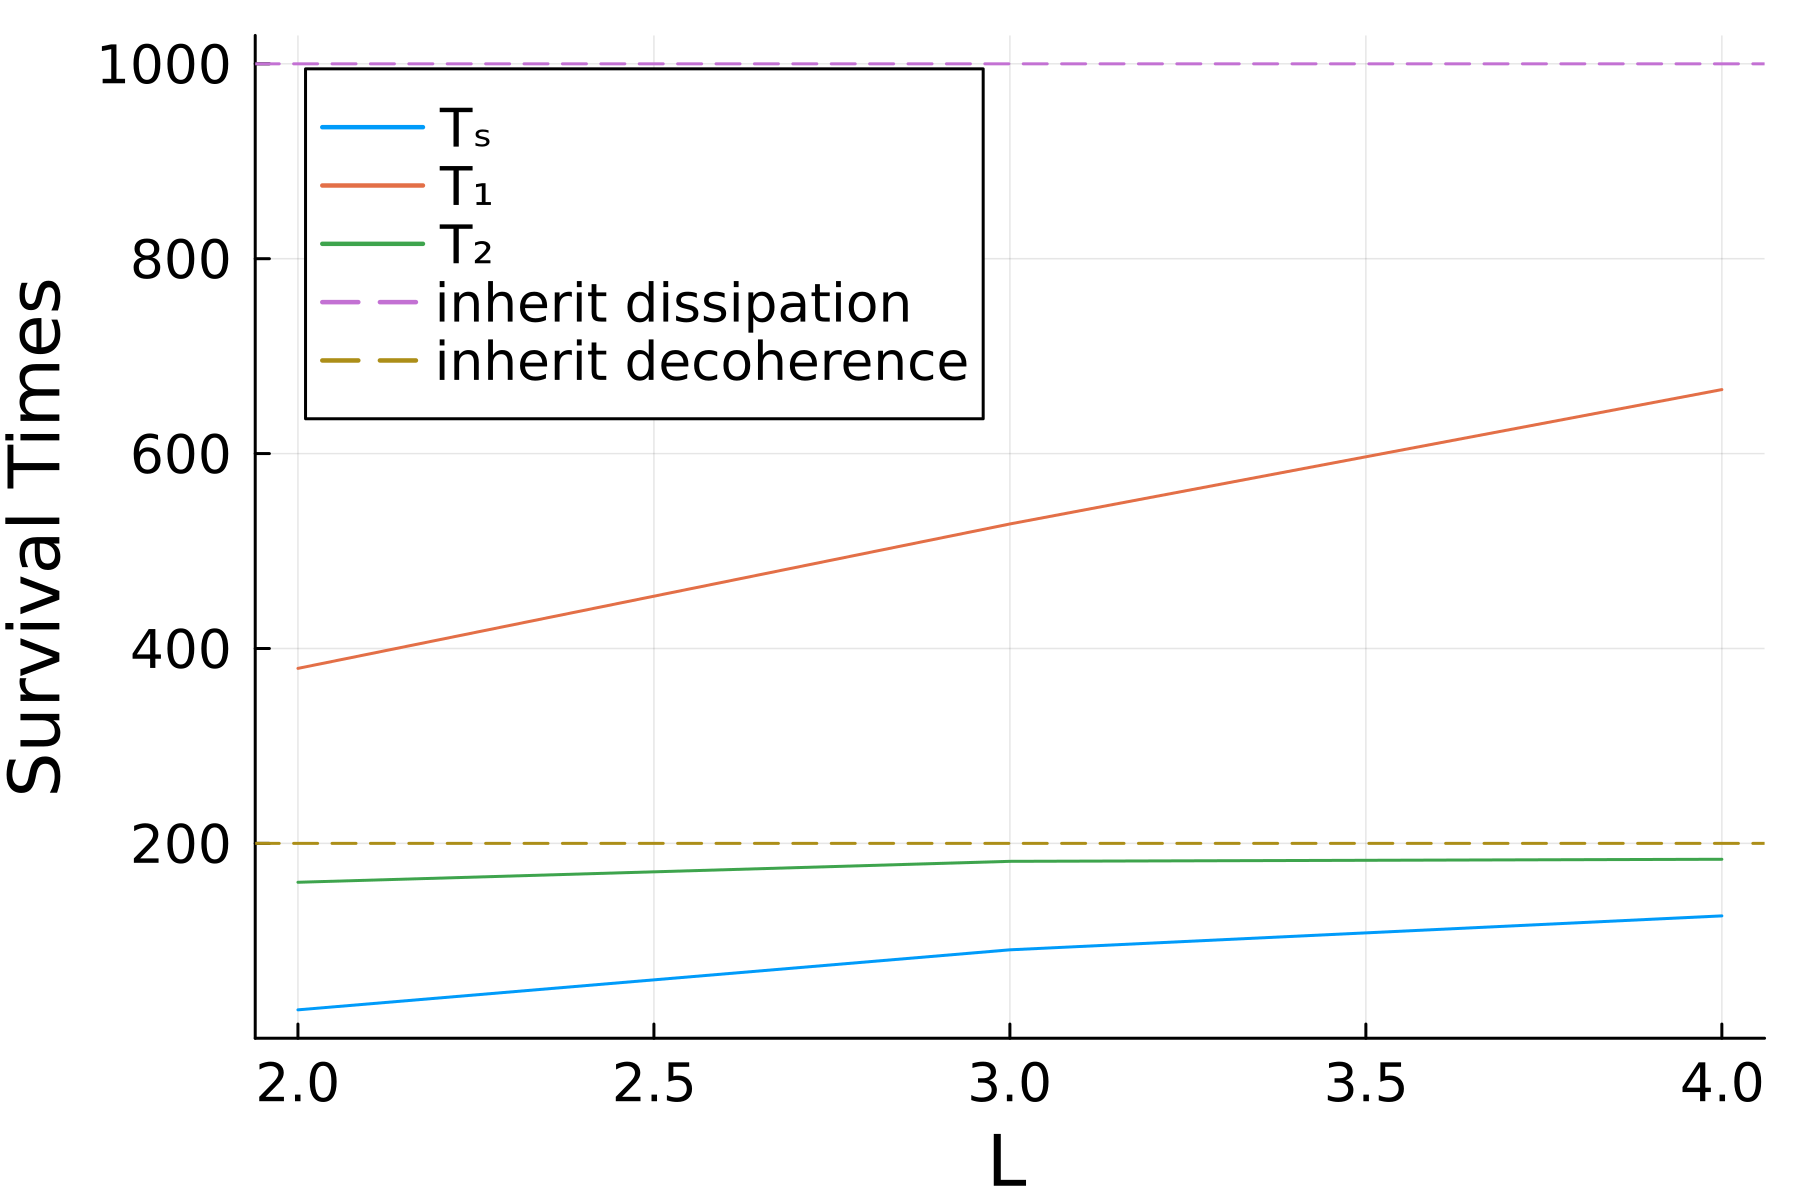 Survival Times
1000
800
600
400
200
Tₛ
T₁
T₂
inherit dissipation
inherit decoherence
2.0 2.5 3.0 3.5 4.0
L